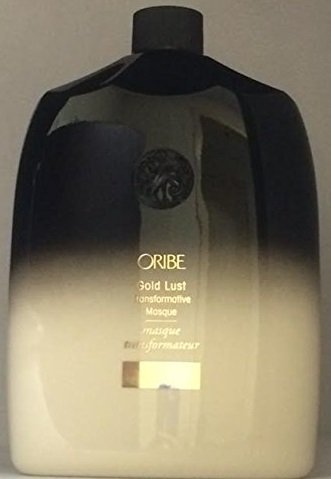 ORIBE
Gold Lust
Transformative
Masque
masque
transformateur